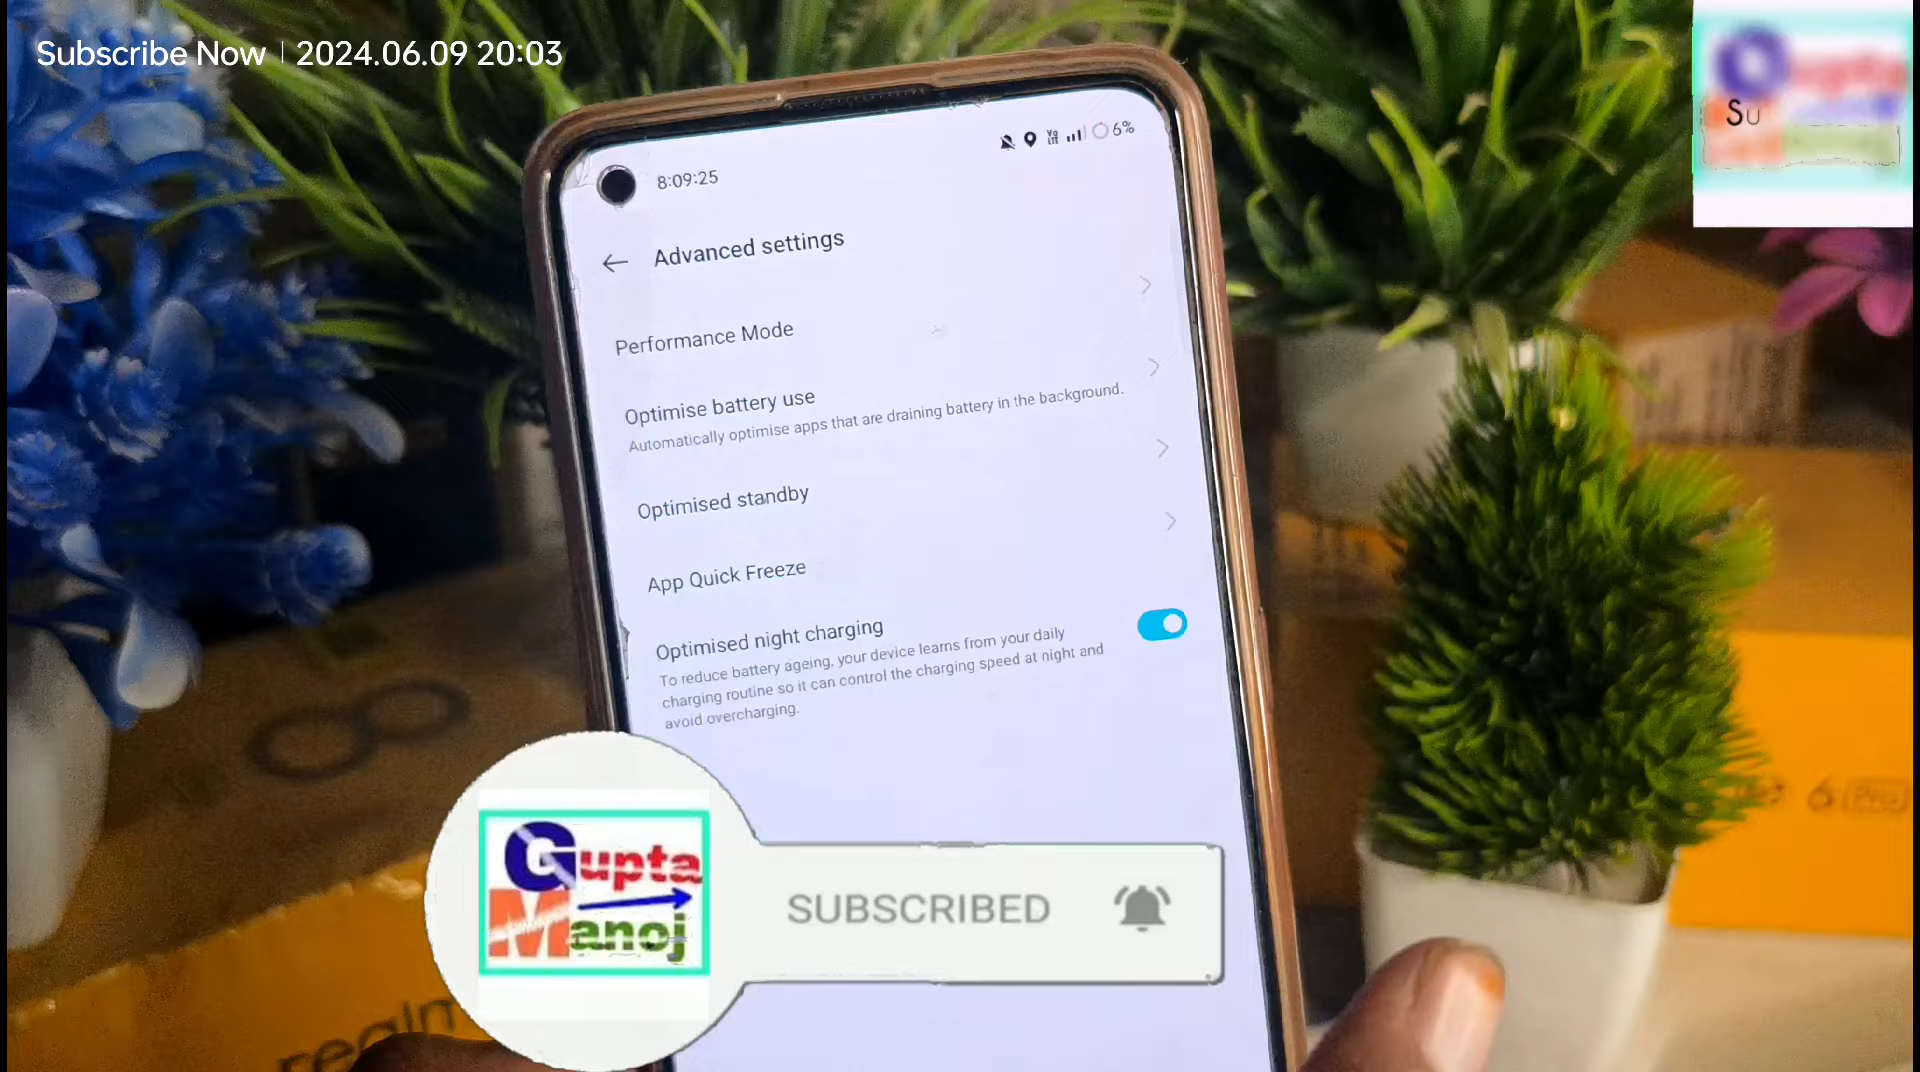 Subscribe Now | 2024.06.09 20:03
Su
8:09:25
6%
Advanced settings
Performance Mode
Optimise battery use
Automatically optimise apps that are draining battery in the background.
Optimised standby
App Quick Freeze
Optimised night charging
To reduce battery ageing, your device learns from your daily
charging routine so it can control the charging speed at night and
avoid overcharging.
Gupta
Manoj
SUBSCRIBED
6 Pro